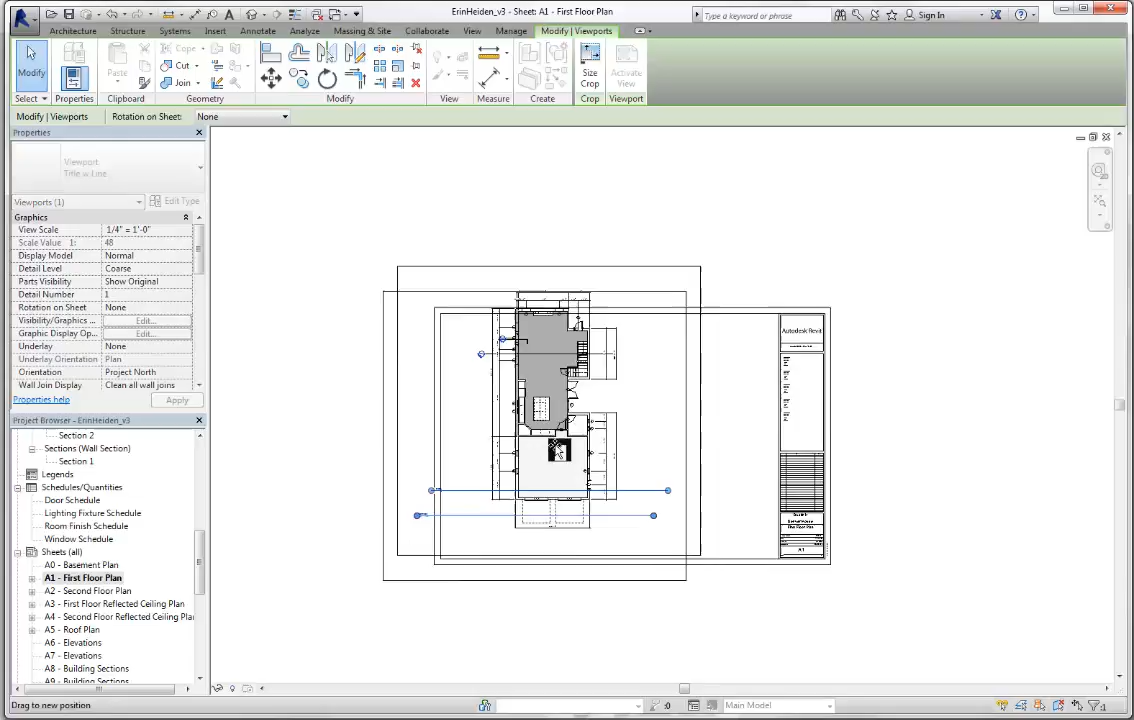 ErinHeiden_v3 - Sheet: A1 - First Floor Plan
Type a keyword or phrase
Sign In
Architecture Structure Systems Insert Annotate Analyze Massing & Site Collaborate View Manage Modify | Viewports
Modify
Paste
Cope
Cut
Join
Size Crop
Activate View
Select Properties Clipboard Geometry Modify View Measure Create Crop Viewport
Modify | Viewports Rotation on Sheet: None
Properties
Viewport
Title w Line
Viewports (1) Edit Type
Graphics
View Scale 1/4" = 1'-0"
Scale Value 1: 48
Display Model Normal
Detail Level Coarse
Parts Visibility Show Original
Detail Number 1
Rotation on Sheet None
Visibility/Graphics ... Edit...
Graphic Display Op... Edit...
Underlay None
Underlay Orientation Plan
Orientation Project North
Wall Join Display Clean all wall joins
Properties help Apply
Project Browser - ErinHeiden_v3
Section 2
Sections (Wall Section)
Section 1
Legends
Schedules/Quantities
Door Schedule
Lighting Fixture Schedule
Room Finish Schedule
Window Schedule
Sheets (all)
A0 - Basement Plan
A1 - First Floor Plan
A2 - Second Floor Plan
A3 - First Floor Reflected Ceiling Plan
A4 - Second Floor Reflected Ceiling Plan
A5 - Roof Plan
A6 - Elevations
A7 - Elevations
A8 - Building Sections
A9 - Building Sections
Autodesk Revit
First Floor Plan
A1
Drag to new position
:0
Main Model
:1